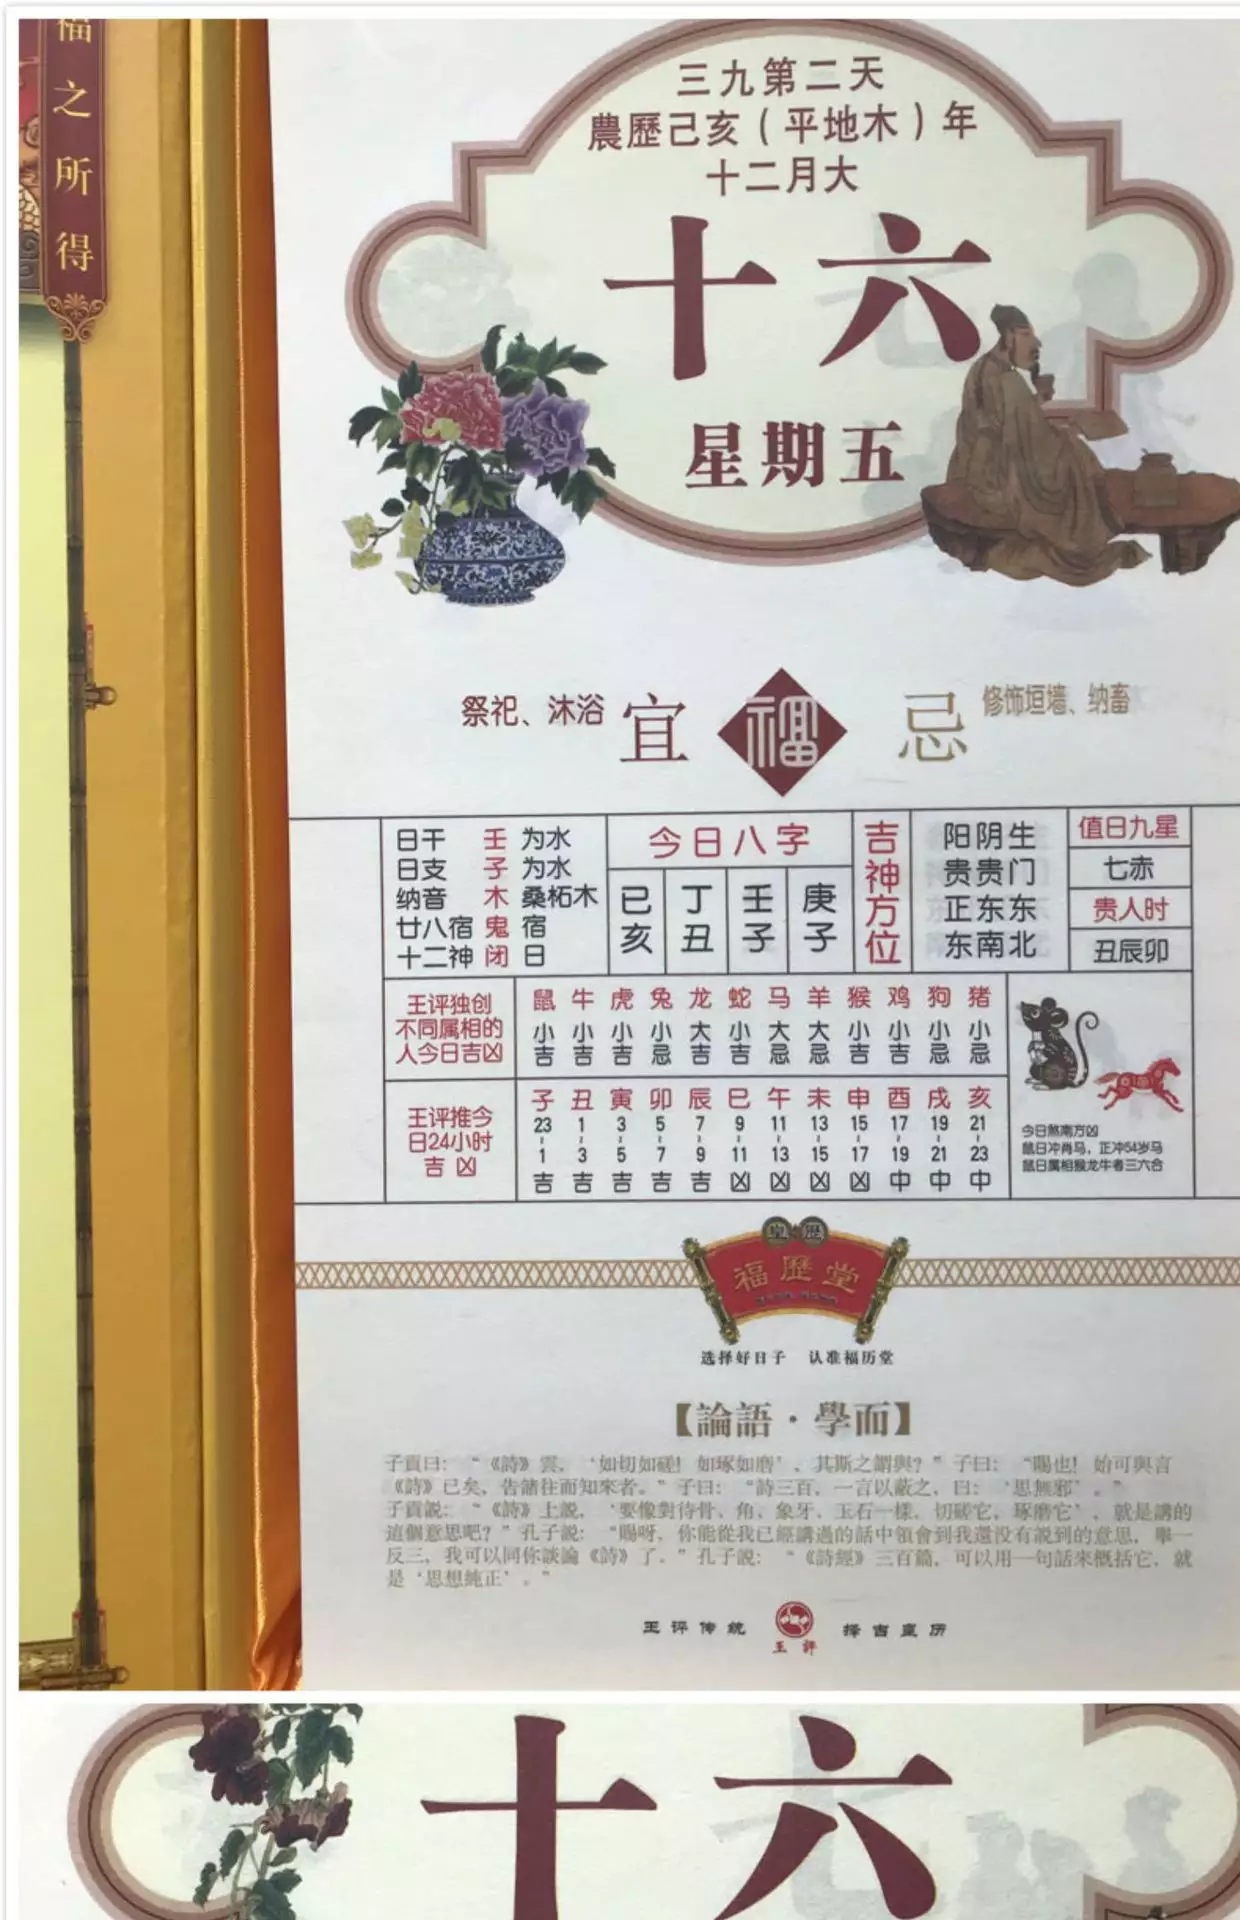 福之所得
三九第二天
農歷己亥（平地木）年
十二月大
十六
星期五
祭祀、沐浴 宜 福 忌 修饰垣墙、纳畜
日干 壬 为水
日支 子 为水
纳音 木 桑柘木
廿八宿 鬼 宿
十二神 闭 日
今日八字
已亥 丁丑 壬子 庚子
吉神方位
阳阴生
贵贵门
正东东
东南北
值日九星
七赤
贵人时
丑辰卯
王评独创
不同属相的
人今日吉凶
鼠 牛 虎 兔 龙 蛇 马 羊 猴 鸡 狗 猪
小吉 小吉 小吉 小忌 大吉 小吉 大忌 大忌 小吉 小吉 小忌 小忌
王评推今
日24小时
吉 凶
子 丑 寅 卯 辰 巳 午 未 申 酉 戌 亥
23~1 1~3 3~5 5~7 7~9 9~11 11~13 13~15 15~17 17~19 19~21 21~23
吉 吉 吉 吉 吉 凶 凶 凶 凶 中 中 中
今日煞南方凶
鼠日冲肖马，正冲54岁马
鼠日属相猴龙牛者三六合
皇歷
福歷堂
选择好日子 认准福历堂
【論語·學而】
子貢曰：“《詩》雲，‘如切如磋！如琢如磨’，其斯之謂與？”子曰：“賜也！始可與言
《詩》已矣，告諸往而知來者。”子曰：“詩三百，一言以蔽之，曰：‘思無邪’。”
子貢説：“《詩》上説，‘要像對待骨、角、象牙、玉石一樣，切磋它，琢磨它’，就是講的
這個意思吧？”孔子説：“賜呀，你能從我已經講過的話中領會到我還没有説到的意思，舉一
反三，我可以同你談論《詩》了。”孔子説：“《詩經》三百篇，可以用一句話來概括它，就
是‘思想純正’。”
王评传统 王評 择吉皇历
十六